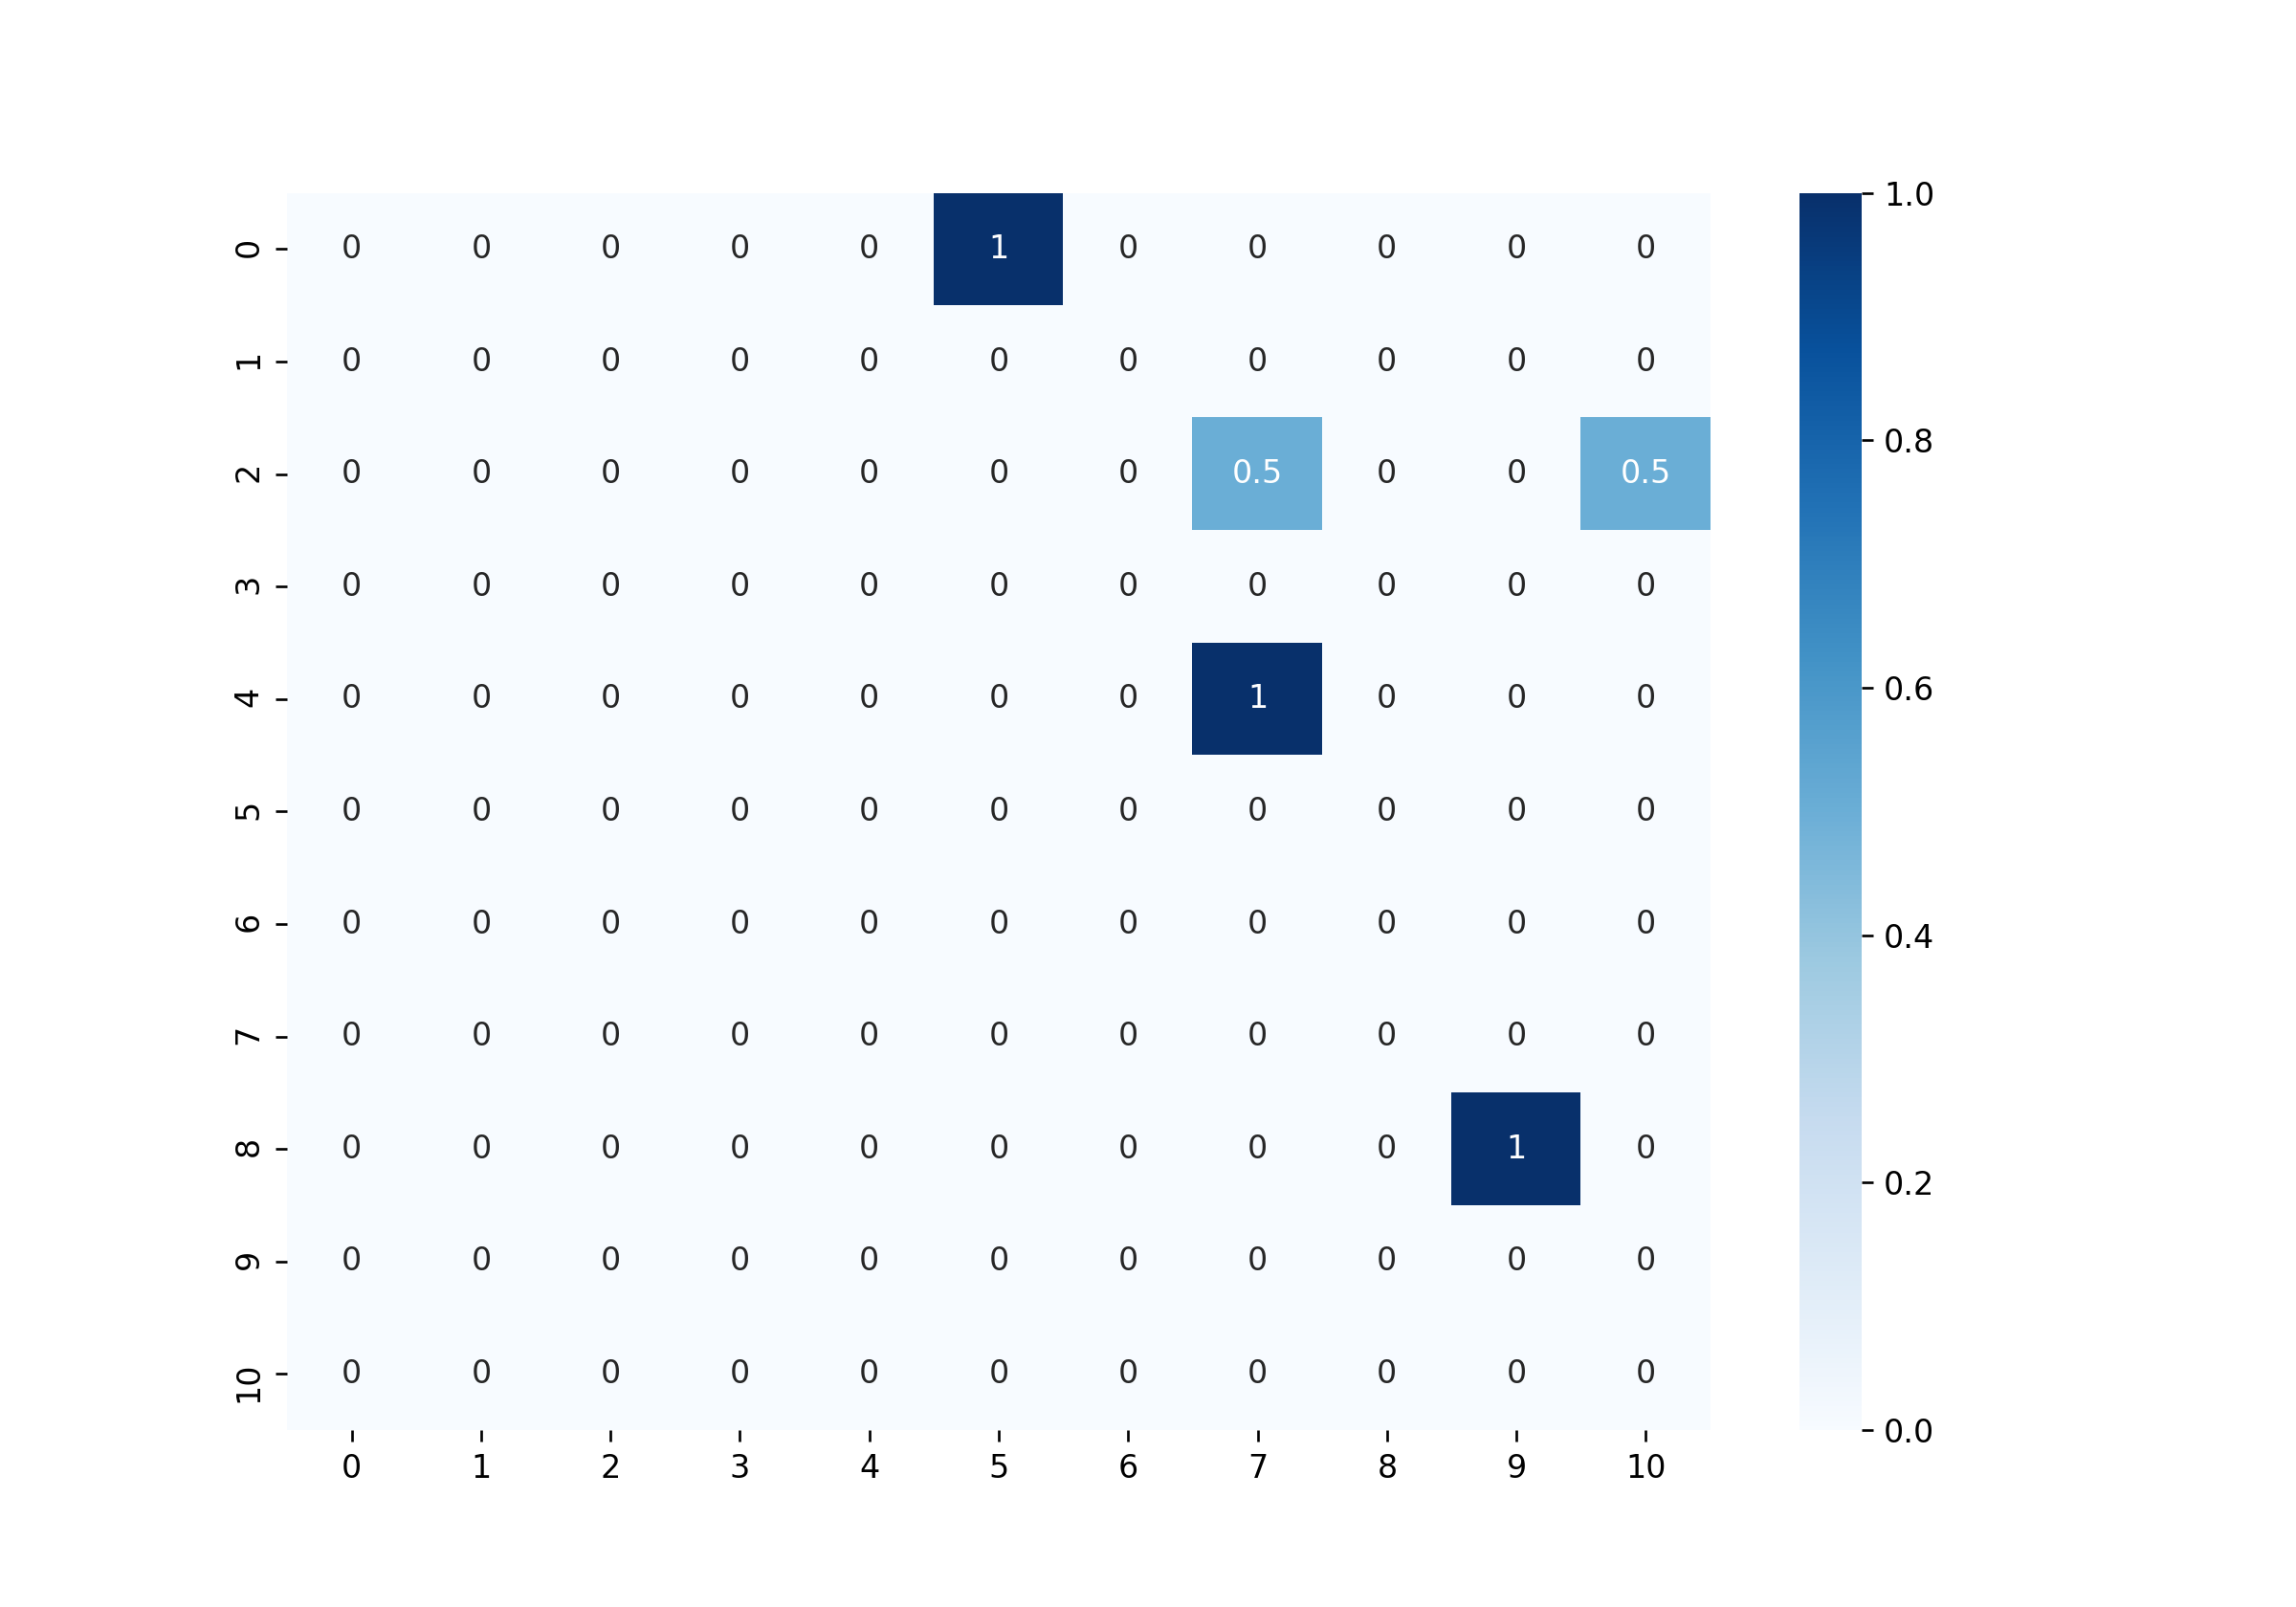 0 0 0 0 0 0 1 0 0 0 0 0 1.0
1 0 0 0 0 0 0 0 0 0 0 0
0.8
2 0 0 0 0 0 0 0 0.5 0 0 0.5
3 0 0 0 0 0 0 0 0 0 0 0
0.6
4 0 0 0 0 0 0 0 1 0 0 0
5 0 0 0 0 0 0 0 0 0 0 0
6 0 0 0 0 0 0 0 0 0 0 0
0.4
7 0 0 0 0 0 0 0 0 0 0 0
8 0 0 0 0 0 0 0 0 0 1 0
0.2
9 0 0 0 0 0 0 0 0 0 0 0
10 0 0 0 0 0 0 0 0 0 0 0
0.0
0 1 2 3 4 5 6 7 8 9 10